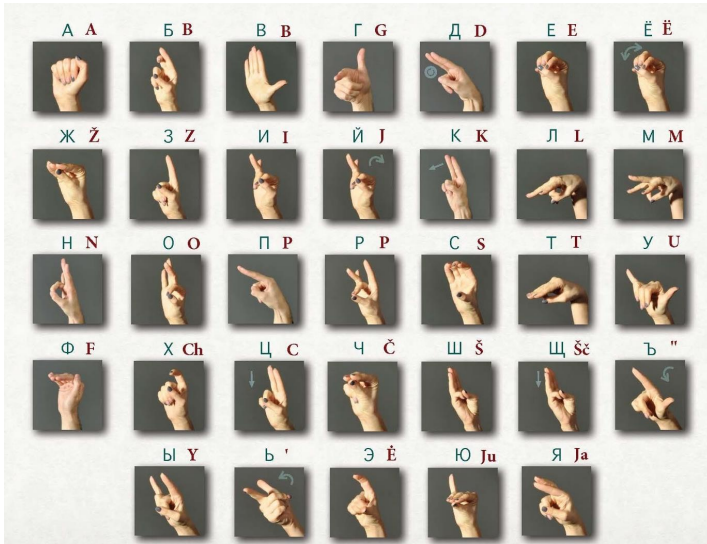 А A Б B В B Г G Д D Е E Ё Ë
Ж Ž З Z И I Й J К K Л L М M
Н N О O П P Р P С S Т T У U
Ф F Х Ch Ц C Ч Č Ш Š Щ Šč Ъ "
Ы Y Ь ' Э Ė Ю Ju Я Ja